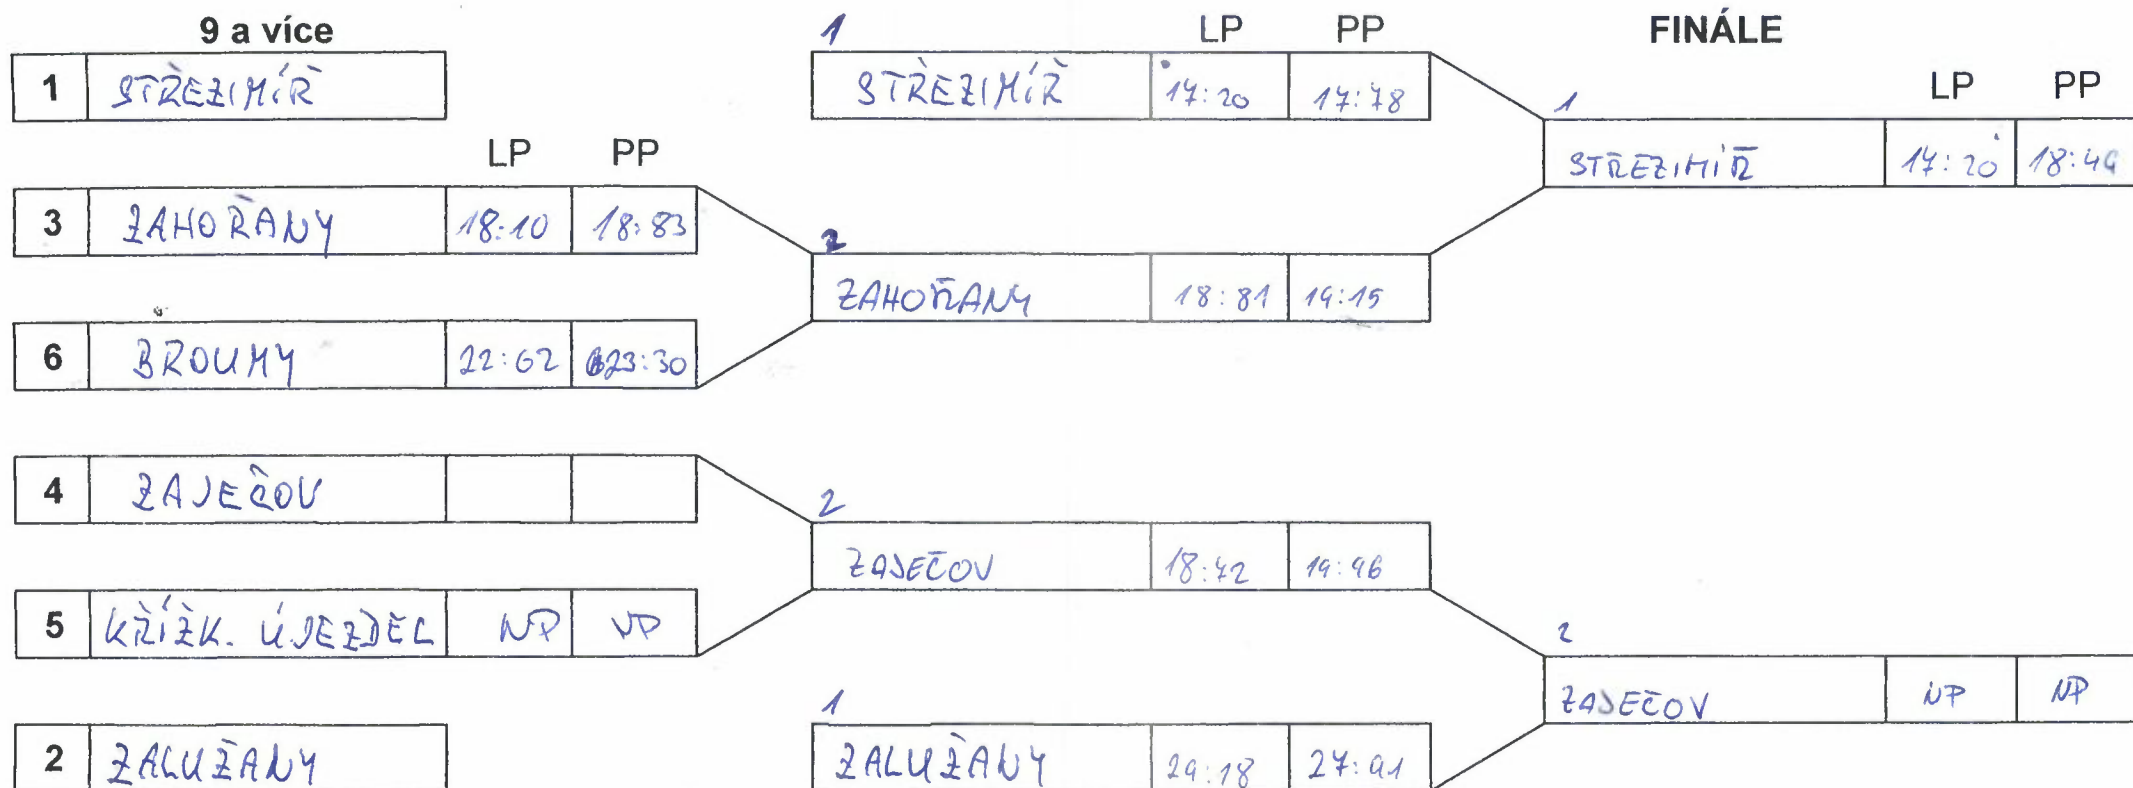 9 a více 1 LP PP FINÁLE
1 STŘEZIMÍŘ STŘEZIMÍŘ 17:20 17:78 LP PP
LP PP 1
STŘEZIMÍŘ 17:20 18:49
3 ZAHOŘANY 18:10 18:83
2
ZAHOŘANY 18:81 19:15
6 BROUMY 22:62 23:30
4 ZAJEČOV
2
ZAJEČOV 18:72 19:96
5 KŘÍŽK. ÚJEZDEC NP NP
2
ZAJEČOV NP NP
1
2 ZALUŽANY ZALUŽANY 29:18 27:91